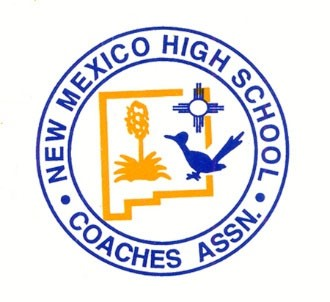 NEW MEXICO HIGH SCHOOL
• COACHES ASSN. •